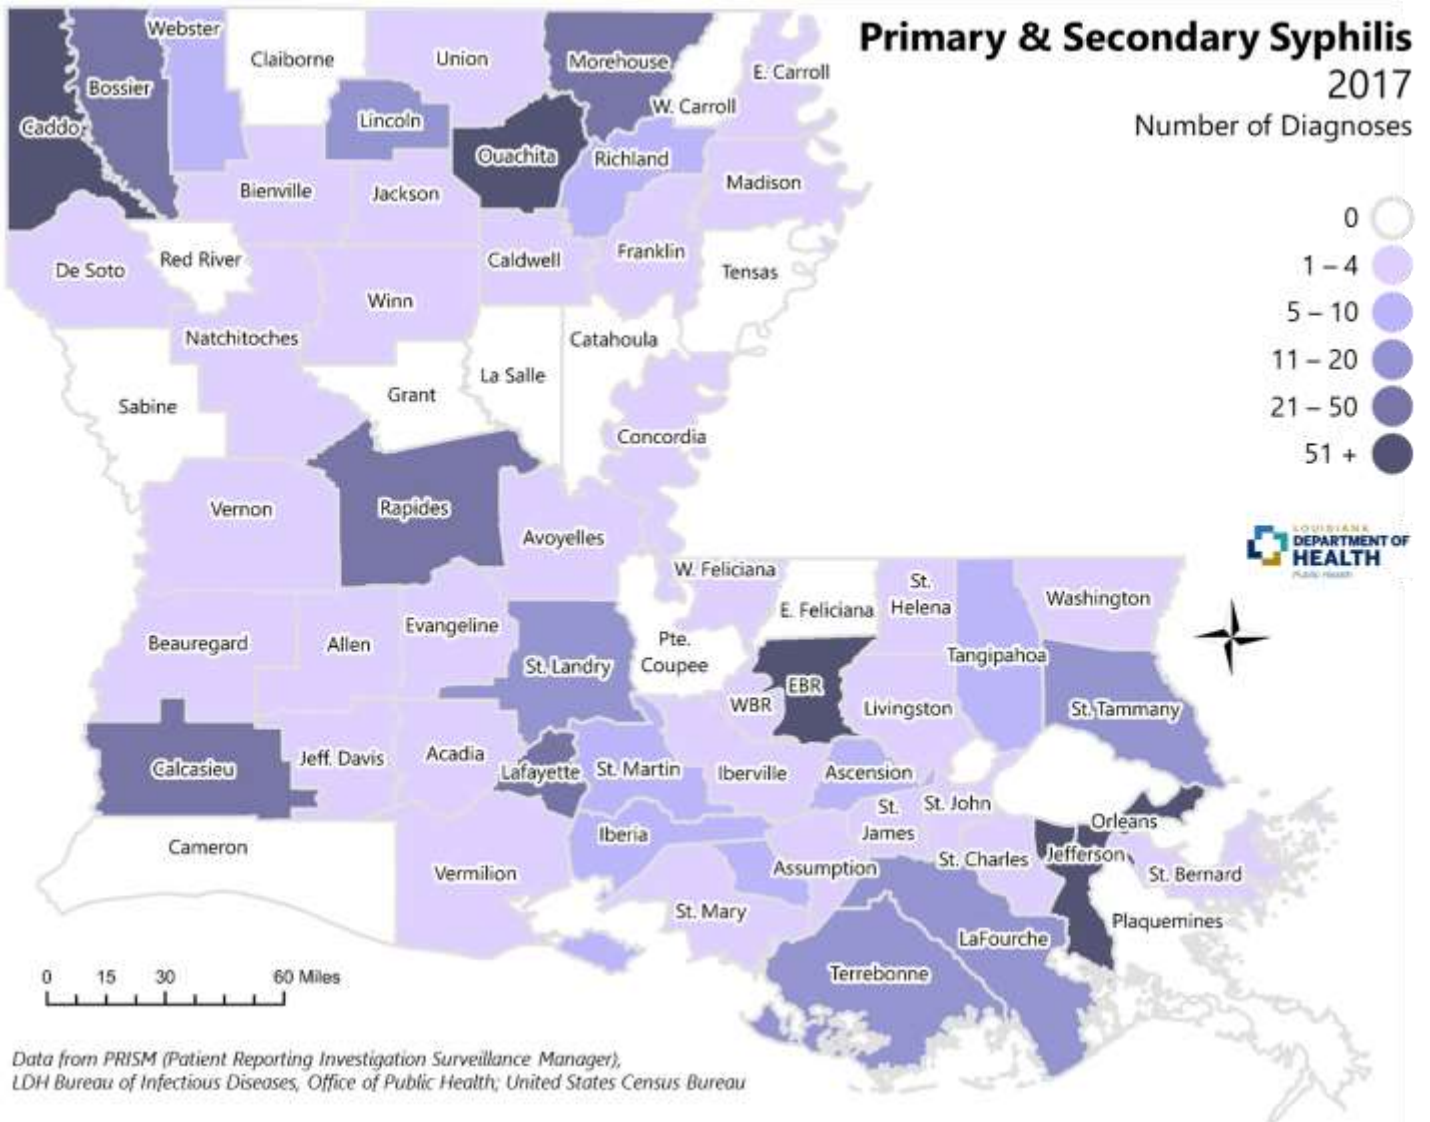 Primary & Secondary Syphilis
2017
Number of Diagnoses
0
1 – 4
5 – 10
11 – 20
21 – 50
51 +
LOUISIANA
DEPARTMENT OF
HEALTH
Public Health
Webster
Claiborne
Union
Morehouse
E. Carroll
Bossier
W. Carroll
Caddo
Lincoln
Ouachita
Richland
Madison
Bienville
Jackson
De Soto
Red River
Caldwell
Franklin
Tensas
Winn
Natchitoches
Catahoula
Sabine
Grant
La Salle
Concordia
Vernon
Rapides
Avoyelles
W. Feliciana
E. Feliciana
St.
Helena
Washington
Beauregard
Allen
Evangeline
St. Landry
Pte.
Coupee
Tangipahoa
EBR
WBR
Livingston
St. Tammany
Calcasieu
Jeff. Davis
Acadia
Lafayette
St. Martin
Iberville
Ascension
St.
James
St. John
Orleans
Cameron
Iberia
Vermilion
Assumption
St. Charles
Jefferson
St. Bernard
St. Mary
Plaquemines
LaFourche
Terrebonne
0 15 30 60 Miles
Data from PRISM (Patient Reporting Investigation Surveillance Manager),
LDH Bureau of Infectious Diseases, Office of Public Health; United States Census Bureau